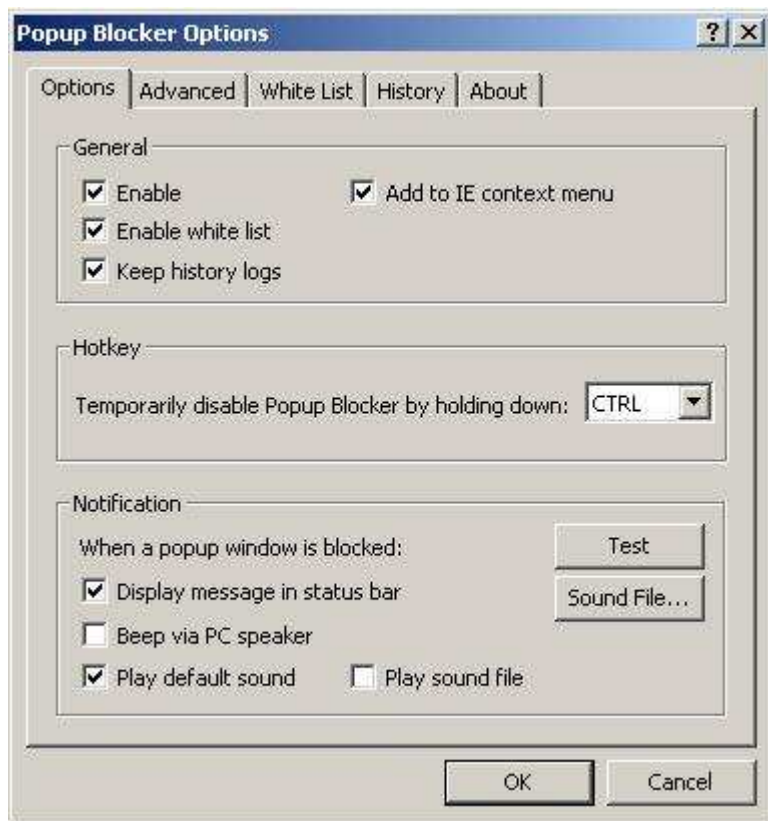 Popup Blocker Options
Options Advanced White List History About
General
Enable Add to IE context menu
Enable white list
Keep history logs
Hotkey
Temporarily disable Popup Blocker by holding down: CTRL
Notification
When a popup window is blocked: Test
Display message in status bar Sound File...
Beep via PC speaker
Play default sound Play sound file
OK Cancel